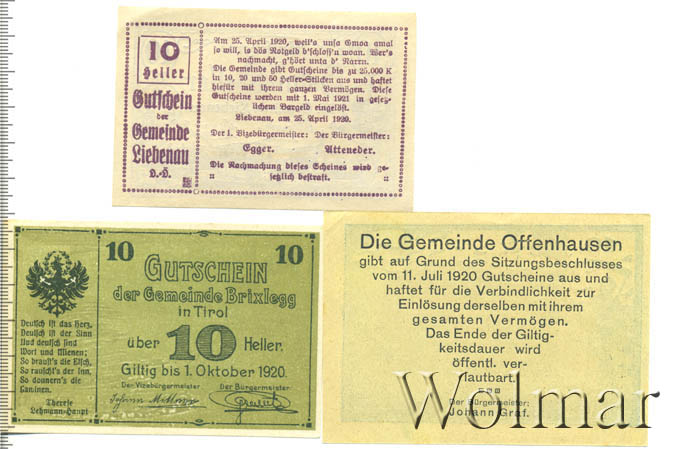 10
Heller
Gutschein
der
Gemeinde
Liebenau
O.-Ö.
Am 25. April 1920, weil's unsa Gmoa amal
so will, is dös Notgeld b'schloss'n woan. Wer's
nachmacht, g'hört unta d' Narrn.
Die Gemeinde gibt Gutscheine bis zu 25.000 K
in 10, 20 und 50 Heller-Stücken aus und haftet
hiefür mit ihrem ganzen Vermögen. Diese
Gutscheine werden mit 1. Mai 1921 in gesetz-
lichem Bargeld eingelöst.
Liebenau, am 25. April 1920.
Der 1. Vizebürgermeister: Der Bürgermeister:
Egger. Atteneder.
Die Nachmachung dieses Scheines wird ge-
setzlich bestraft.
10 10
GUTSCHEIN
der Gemeinde Brixlegg
in Tirol
über 10 Heller.
Giltig bis 1. Oktober 1920.
Der Vizebürgermeister Der Bürgermeister
Johann
Deutsch ist das Herz,
Deutsch ist der Sinn
Und deutsch sind
Wort und Mienen;
So braust's die Etsch,
So rauscht's der Inn,
So donnern's die
Laninen.
Therese
Lehmann-Haupt
Die Gemeinde Offenhausen
gibt auf Grund des Sitzungsbeschlusses
vom 11. Juli 1920 Gutscheine aus und
haftet für die Verbindlichkeit zur
Einlösung derselben mit ihrem
gesamten Vermögen.
Das Ende der Giltig-
keitsdauer wird
öffentl. ver-
lautbart.
Der Bürgermeister:
Johann Graf.
Wolmar